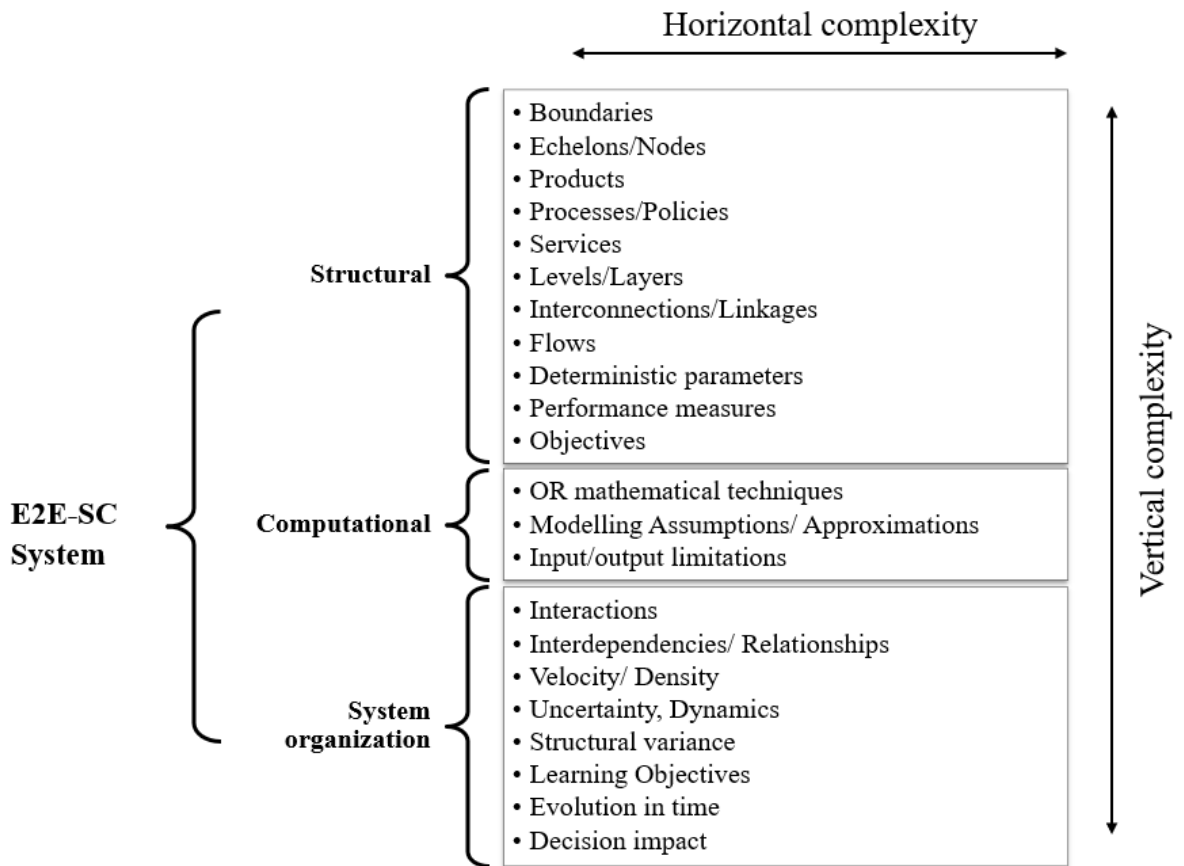 Horizontal complexity
• Boundaries
• Echelons/Nodes
• Products
• Processes/Policies
• Services
Structural
• Levels/Layers
• Interconnections/Linkages
• Flows
• Deterministic parameters
• Performance measures
• Objectives
E2E-SC
System
Computational
• OR mathematical techniques
• Modelling Assumptions/ Approximations
• Input/output limitations
System
organization
• Interactions
• Interdependencies/ Relationships
• Velocity/ Density
• Uncertainty, Dynamics
• Structural variance
• Learning Objectives
• Evolution in time
• Decision impact
Vertical complexity